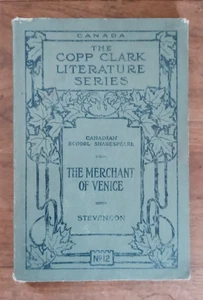 CANADA
THE
COPP CLARK
LITERATURE
SERIES
CANADIAN
SCHOOL SHAKESPEARE
THE MERCHANT
OF VENICE
STEVENSON
No 12